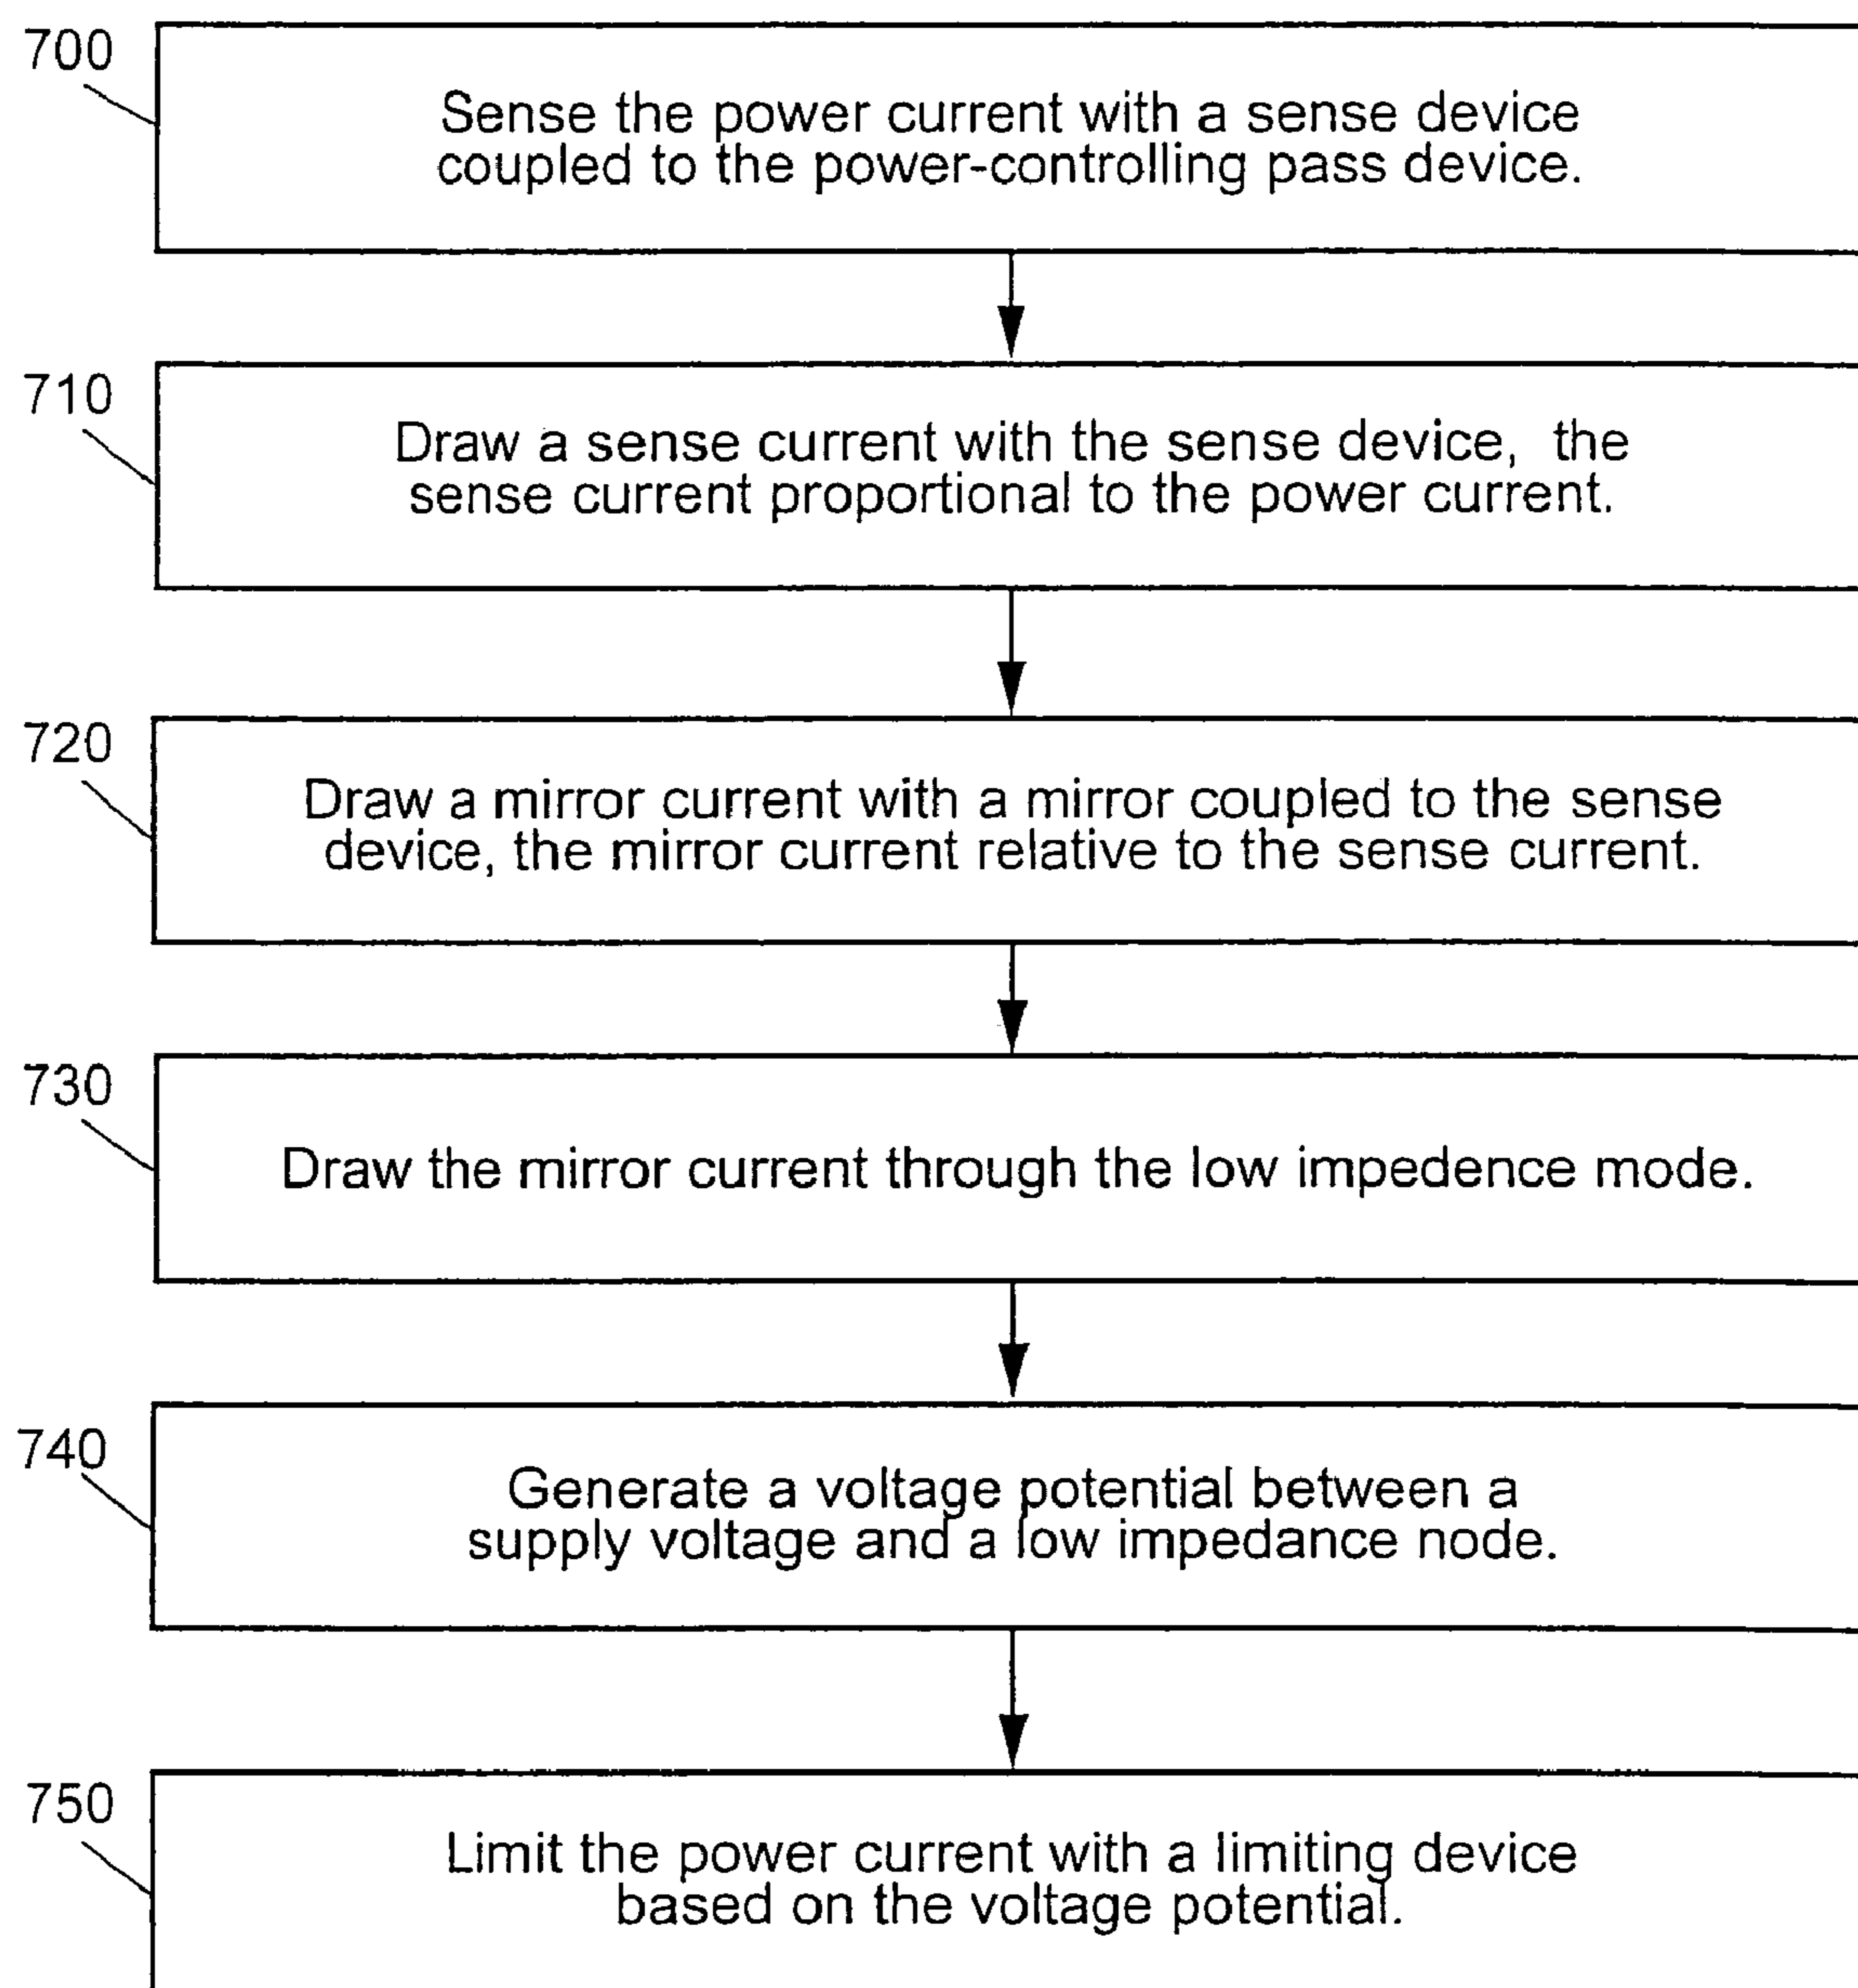 700
Sense the power current with a sense device
coupled to the power-controlling pass device.
710
Draw a sense current with the sense device, the
sense current proportional to the power current.
720
Draw a mirror current with a mirror coupled to the sense
device, the mirror current relative to the sense current.
730
Draw the mirror current through the low impedence mode.
740
Generate a voltage potential between a
supply voltage and a low impedance node.
750
Limit the power current with a limiting device
based on the voltage potential.